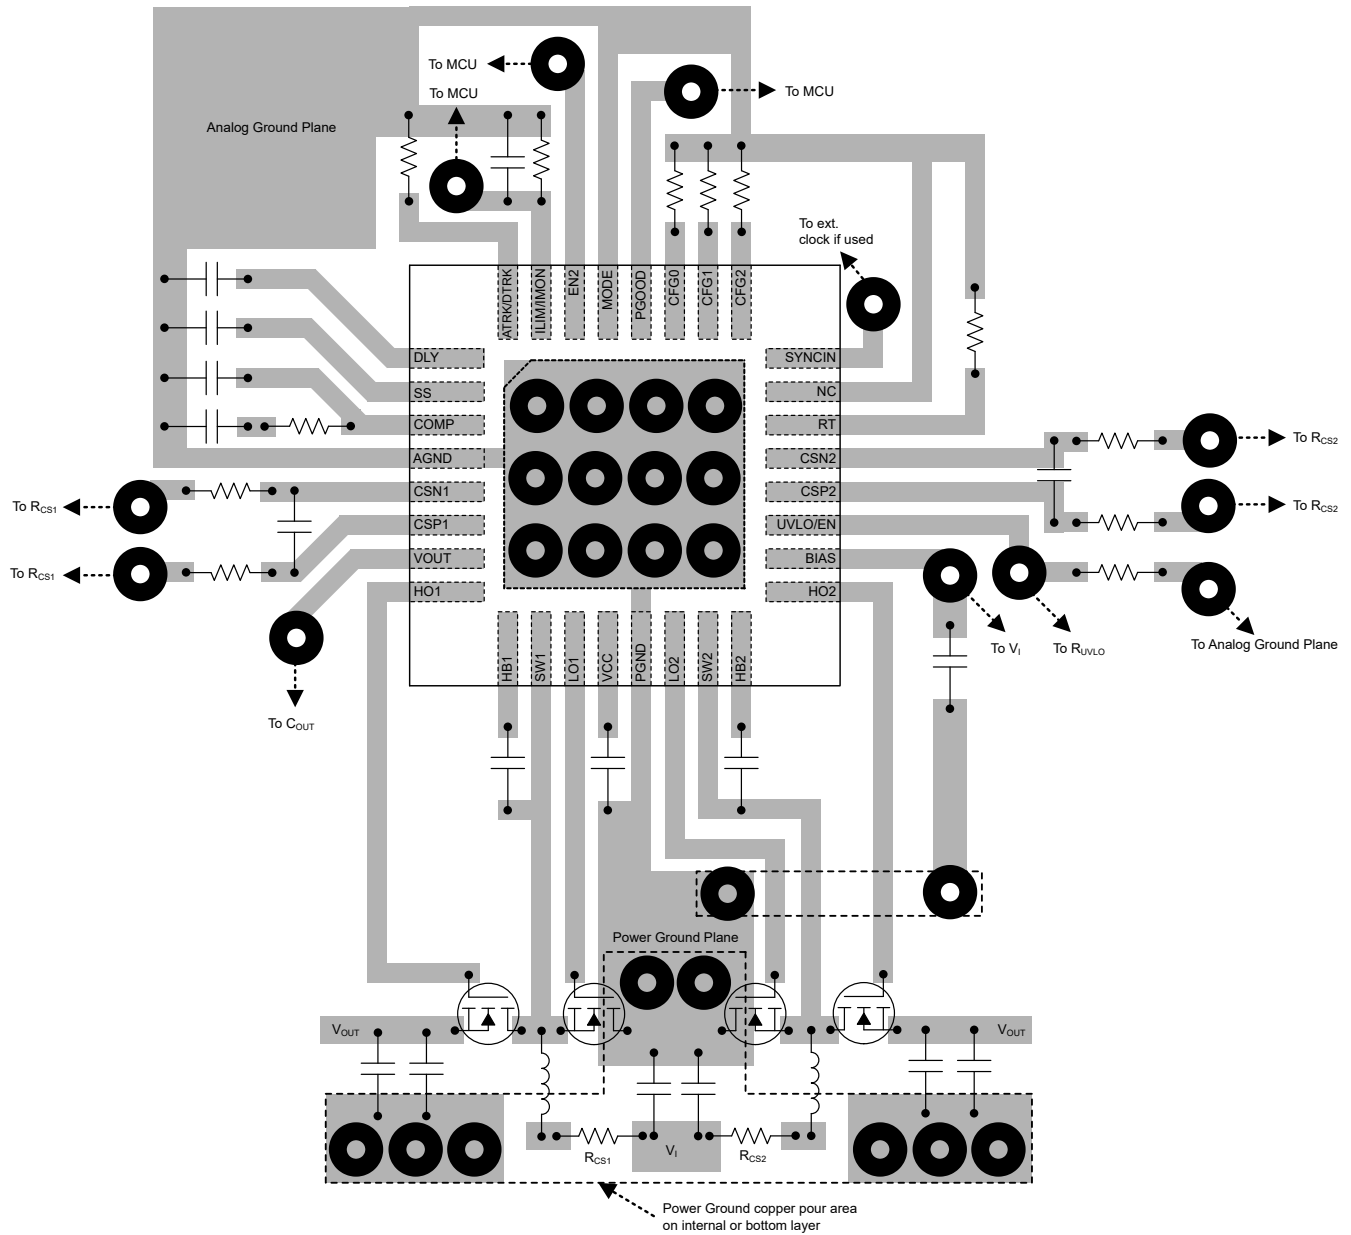 To MCU
To MCU
To MCU
Analog Ground Plane
To ext.
clock if used
ATRK/DTRK
ILIM/IMON
EN2
MODE
PGOOD
CFG0
CFG1
CFG2
DLY
SS
COMP
AGND
CSN1
CSP1
VOUT
HO1
SYNCIN
NC
RT
CSN2
CSP2
UVLO/EN
BIAS
HO2
HB1
SW1
LO1
VCC
PGND
LO2
SW2
HB2
To RCS1
To RCS1
To COUT
To RCS2
To RCS2
To VI
To RUVLO
To Analog Ground Plane
Power Ground Plane
VOUT
VOUT
RCS1
VI
RCS2
Power Ground copper pour area
on internal or bottom layer